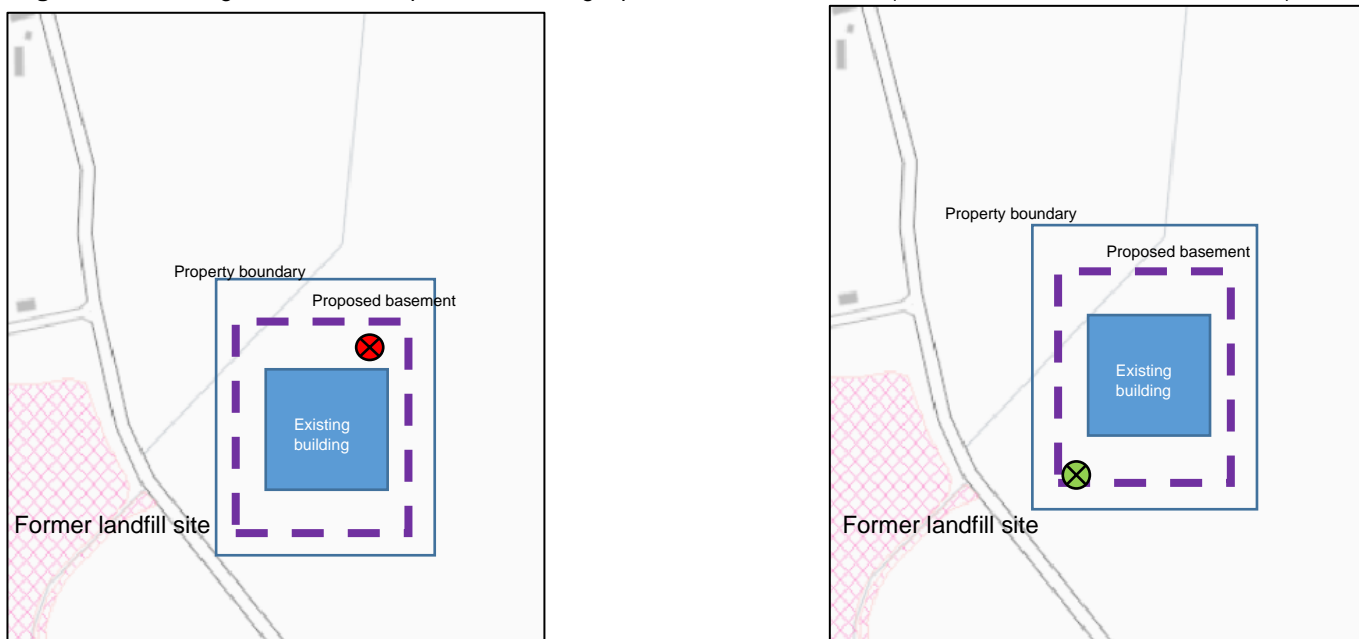 Property boundary
Proposed basement
Existing
building
Former landfill site
Property boundary
Proposed basement
Existing
building
Former landfill site